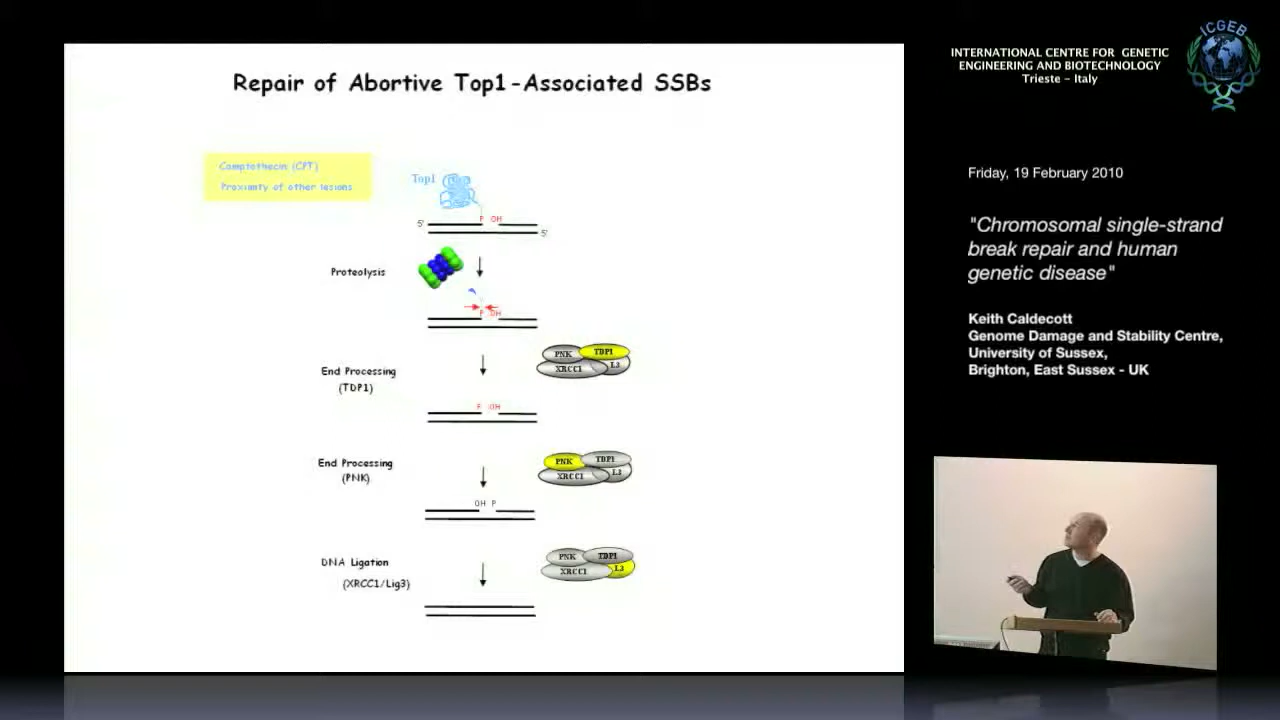 Repair of Abortive Top1-Associated SSBs
Camptothecin (CPT)
Proximity of other lesions
Top1
P OH
5'
5'
Proteolysis
P OH
PNK TDP1
XRCC1 L3
End Processing
(TDP1)
P OH
End Processing
(PNK)
PNK TDP1
XRCC1 L3
OH P
DNA Ligation
(XRCC1/Lig3)
PNK TDP1
XRCC1 L3
ICGEB
INTERNATIONAL CENTRE FOR GENETIC
ENGINEERING AND BIOTECHNOLOGY
Trieste - Italy
Friday, 19 February 2010
"Chromosomal single-strand
break repair and human
genetic disease"
Keith Caldecott
Genome Damage and Stability Centre,
University of Sussex,
Brighton, East Sussex - UK